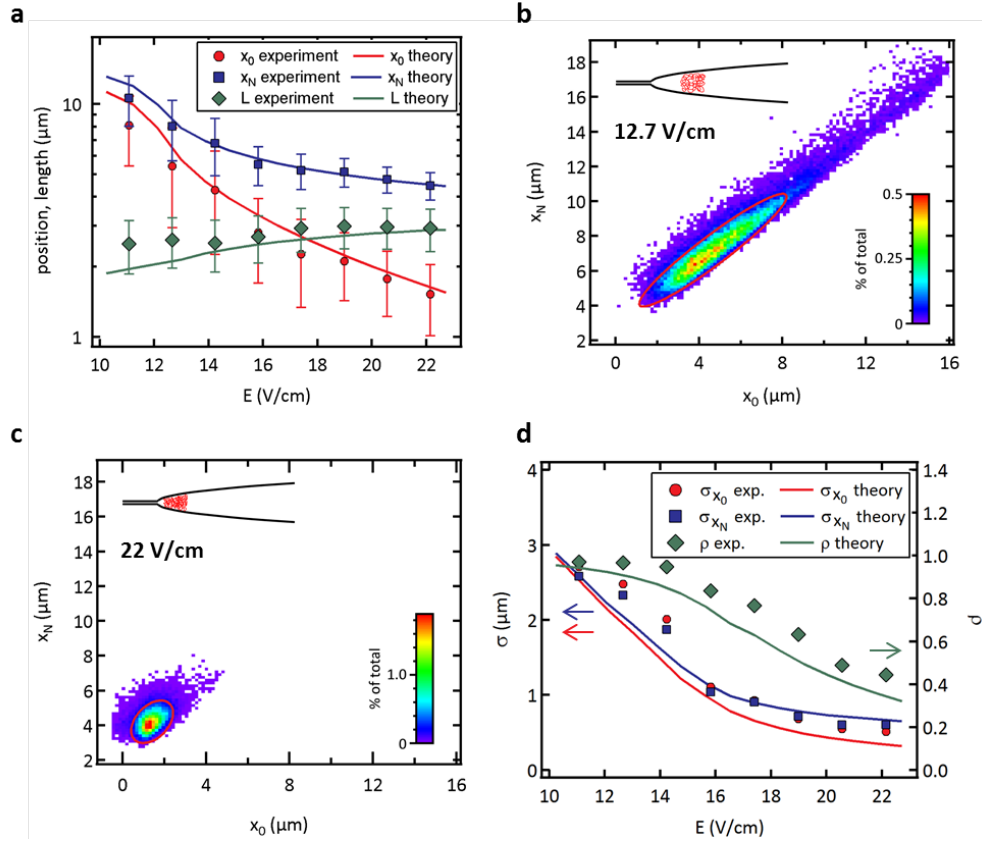 a
position, length (µm)
10
1
x₀ experiment
x₀ theory
x_N experiment
x_N theory
L experiment
L theory
10 12 14 16 18 20 22
E (V/cm)
b
x_N (µm)
18
16
14
12
10
8
6
4
2
12.7 V/cm
% of total
0.5
0.25
0
0 4 8 12 16
x₀ (µm)
c
x_N (µm)
18
16
14
12
10
8
6
4
2
22 V/cm
% of total
1.0
0
0 4 8 12 16
x₀ (µm)
d
σ (µm)
4
3
2
1
0
σ_x₀ exp.
σ_x₀ theory
σ_x_N exp.
σ_x_N theory
ρ exp.
ρ theory
1.4
1.2
1.0
0.8
0.6
0.4
0.2
0.0
ρ
10 12 14 16 18 20 22
E (V/cm)